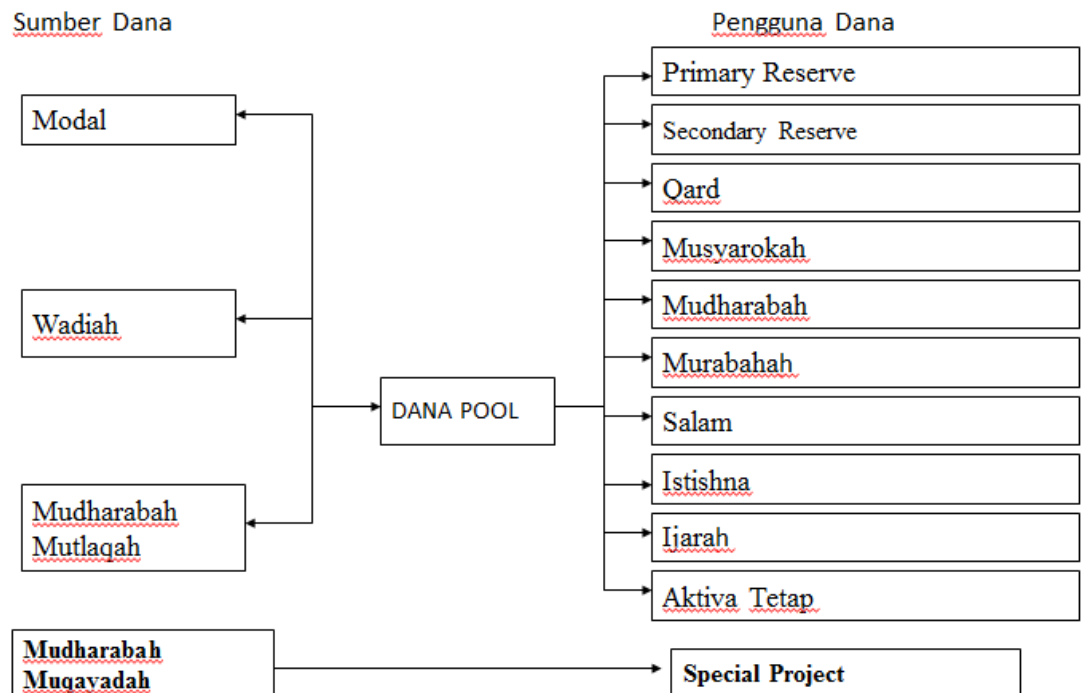 Sumber Dana
Pengguna Dana
Modal
Wadiah
Mudharabah
Mutlaqah
DANA POOL
Primary Reserve
Secondary Reserve
Qard
Musyarokah
Mudharabah
Murabahah
Salam
Istishna
Ijarah
Aktiva Tetap
Mudharabah
Muqayadah
Special Project